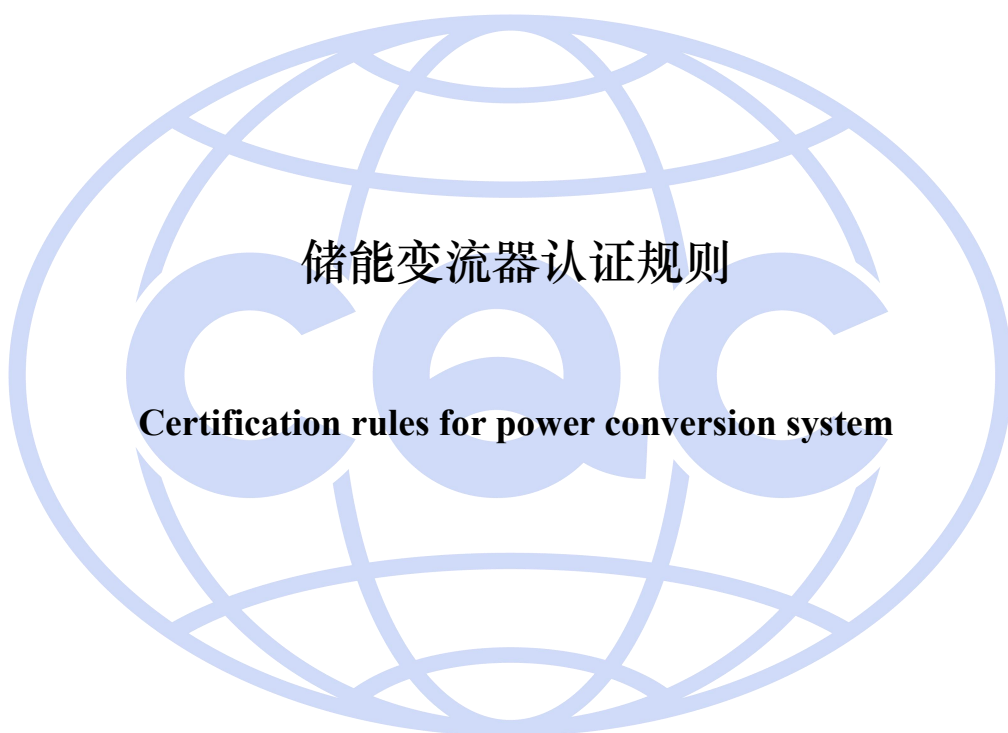 储能变流器认证规则
CQC
Certification rules for power conversion system